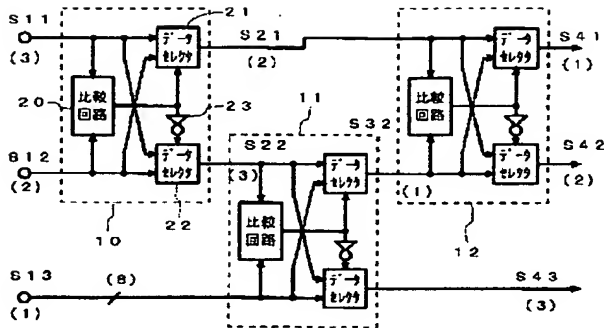 S11
21
S21
S41
(3)
データ
セレクタ
(2)
データ
セレクタ
(1)
20
比較
回路
23
11
比較
回路
S12
S22
S32
S42
(2)
データ
セレクタ
(3)
データ
セレクタ
(1)
データ
セレクタ
(2)
10
22
比較
回路
12
S13
(8)
S43
(1)
データ
セレクタ
(3)